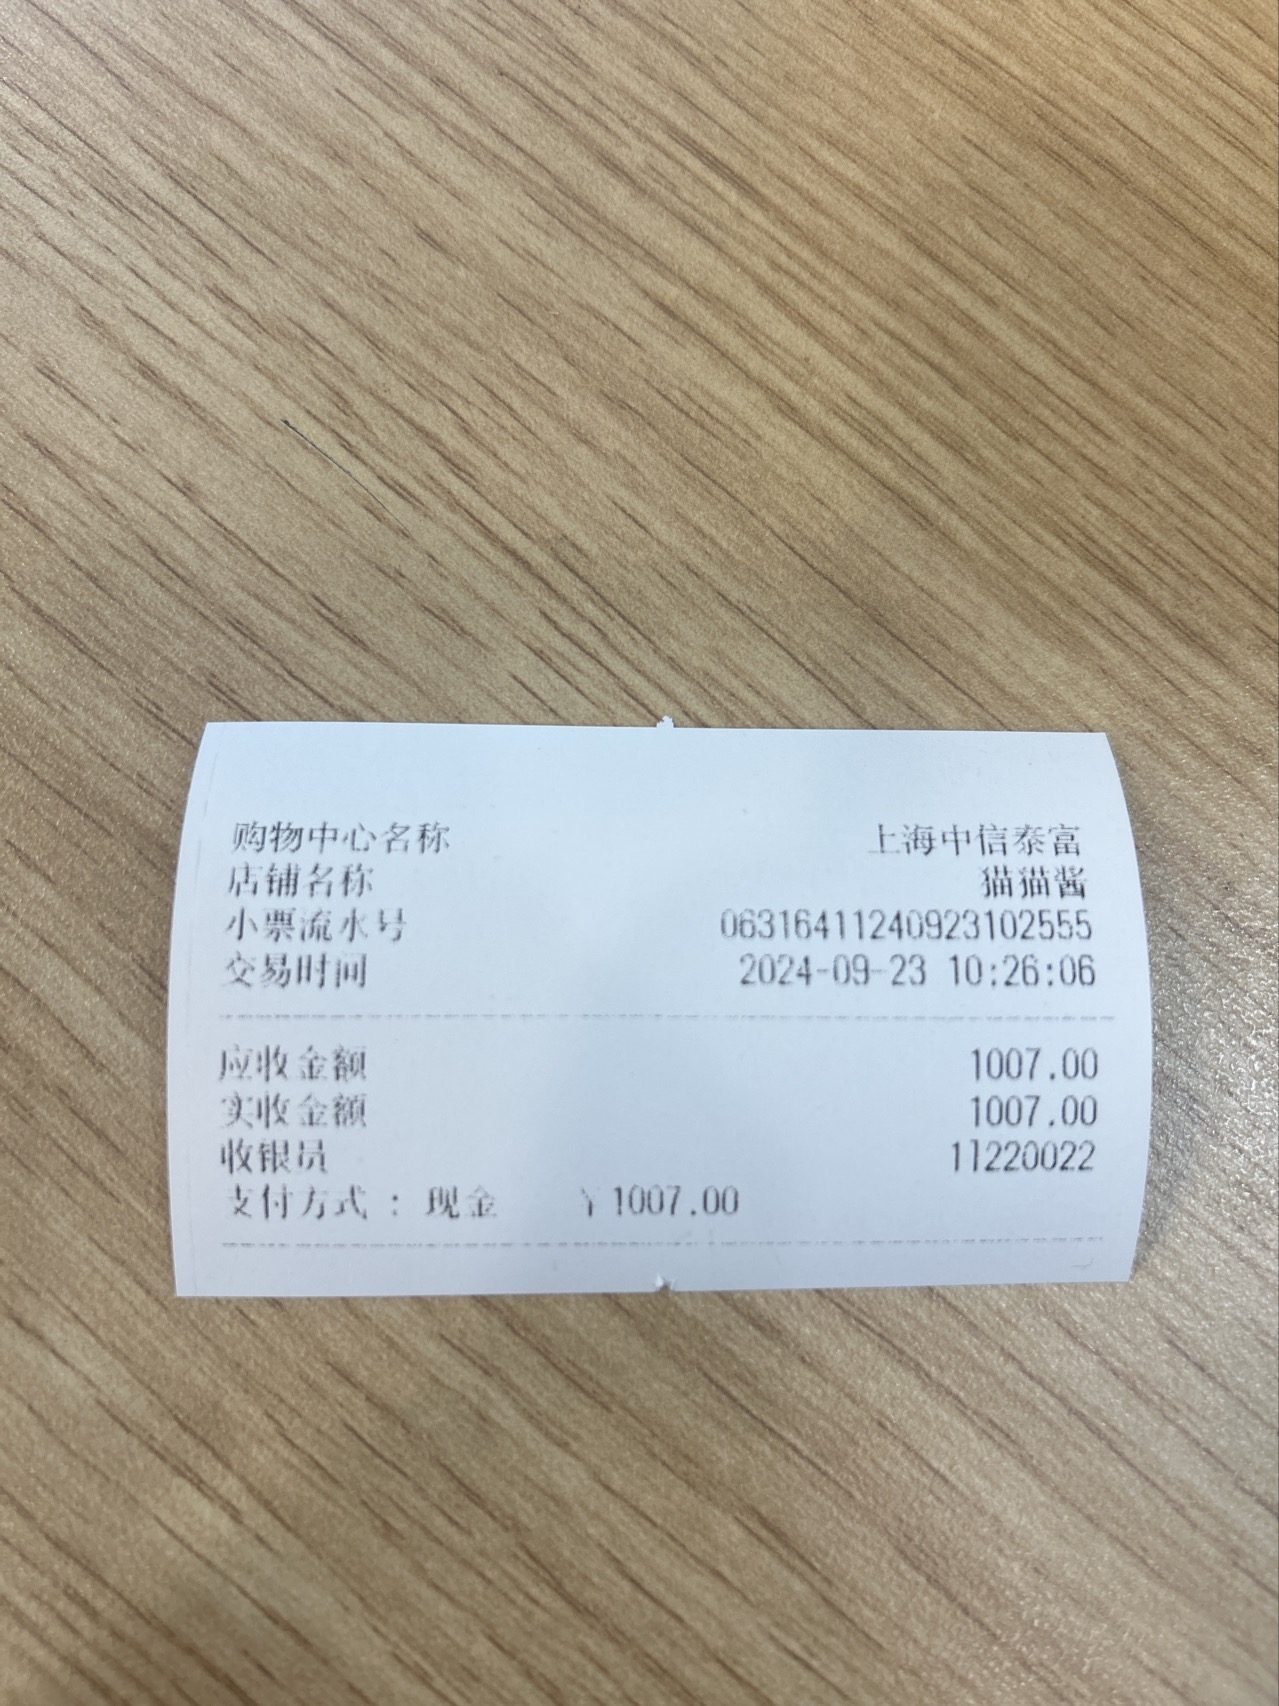 购物中心名称 上海中信泰富
店铺名称 猫猫酱
小票流水号 06316411240923102555
交易时间 2024-09-23 10:26:06
应收金额 1007.00
实收金额 1007.00
收银员 11220022
支付方式 : 现金 ¥1007.00